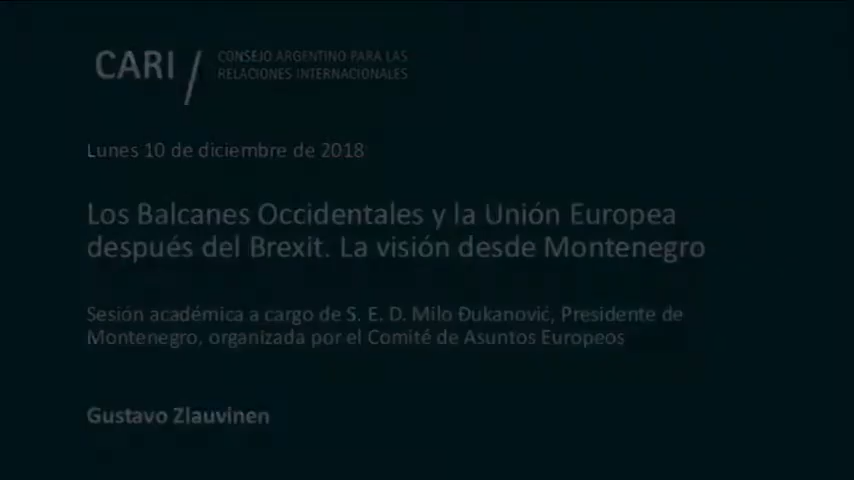 CARI / CONSEJO ARGENTINO PARA LAS
RELACIONES INTERNACIONALES
Lunes 10 de diciembre de 2018
Los Balcanes Occidentales y la Unión Europea
después del Brexit. La visión desde Montenegro
Sesión académica a cargo de S. E. D. Milo Đukanović, Presidente de
Montenegro, organizada por el Comité de Asuntos Europeos
Gustavo Zlauvinen